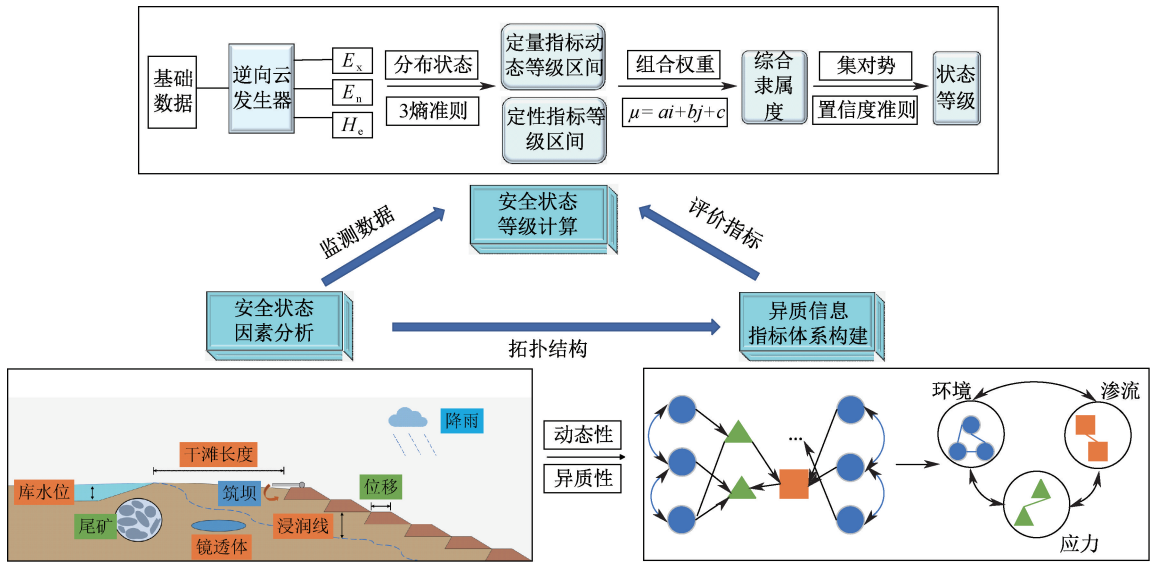 基础
数据
逆向云
发生器
Ex
En
He
分布状态
3熵准则
定量指标动
态等级区间
定性指标等
级区间
组合权重
μ= ai+bj+c
综合
隶属
度
集对势
置信度准则
状态
等级
安全状态
等级计算
监测数据
评价指标
安全状态
因素分析
拓扑结构
异质信息
指标体系构建
降雨
干滩长度
库水位
筑坝
位移
尾矿
浸润线
镜透体
动态性
异质性
...
环境
渗流
应力